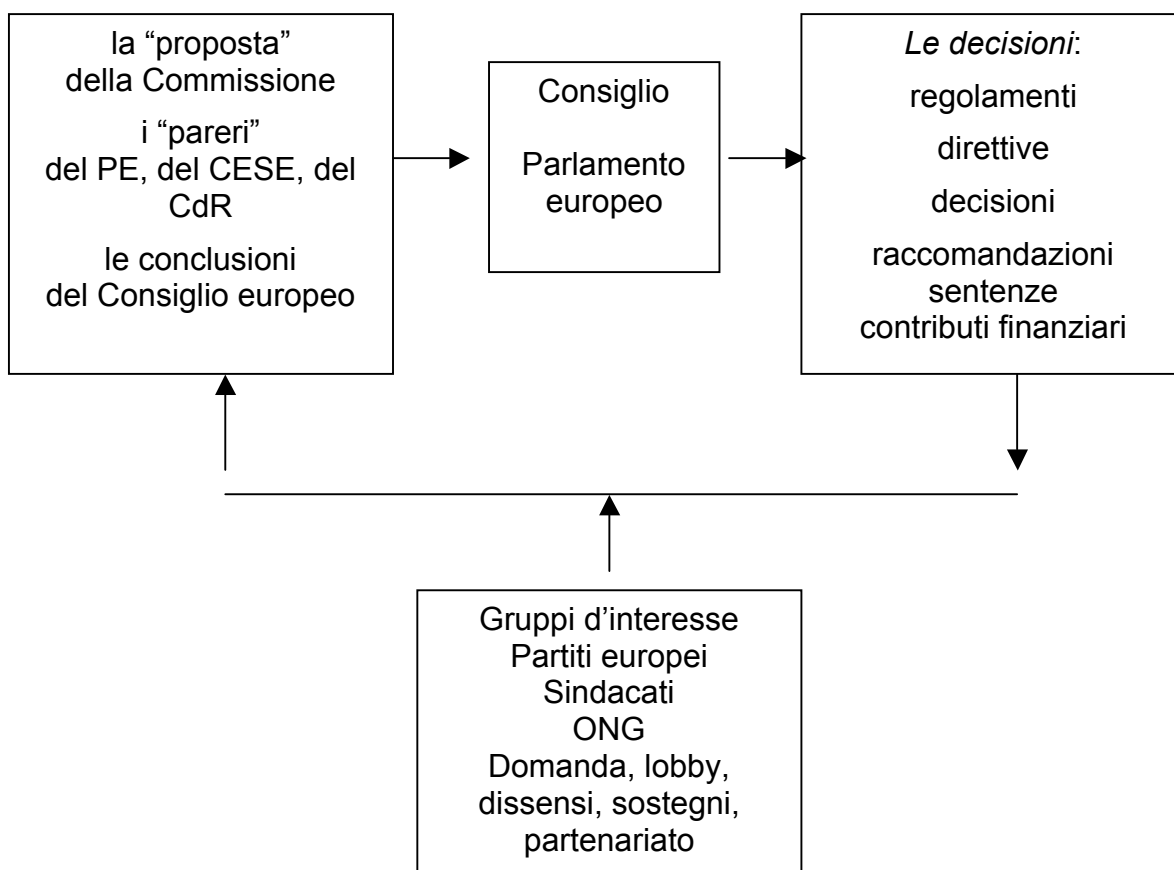 la “proposta”
della Commissione
i “pareri”
del PE, del CESE, del
CdR
le conclusioni
del Consiglio europeo
Consiglio
Parlamento
europeo
Le decisioni:
regolamenti
direttive
decisioni
raccomandazioni
sentenze
contributi finanziari
Gruppi d’interesse
Partiti europei
Sindacati
ONG
Domanda, lobby,
dissensi, sostegni,
partenariato